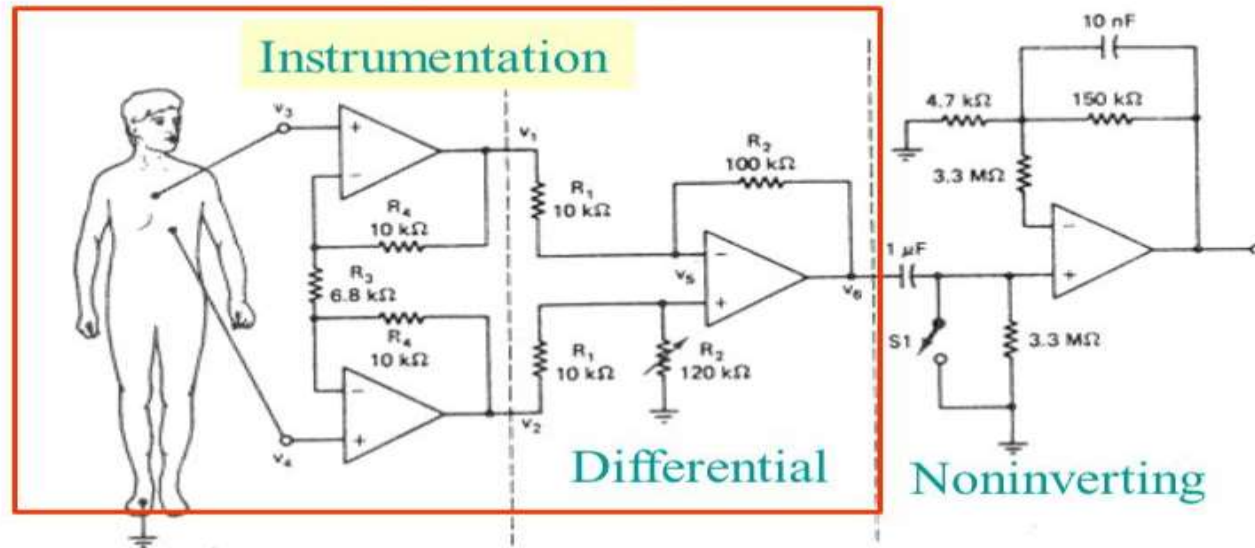 Instrumentation
v3
v1
R4
10 kΩ
R3
6.8 kΩ
R4
10 kΩ
v4
v2
R1
10 kΩ
R2
100 kΩ
v5
v6
R1
10 kΩ
R2
120 kΩ
Differential
10 nF
4.7 kΩ
150 kΩ
3.3 MΩ
1 μF
S1
3.3 MΩ
Noninverting
+
−
−
+
−
+
−
+